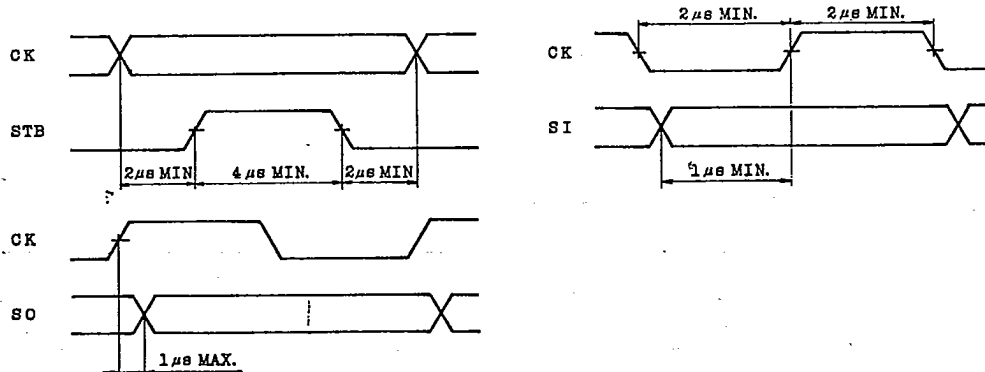 CK
STB
2μs MIN 4μs MIN. 2μs MIN
CK
SO
1μs MAX.
2μs MIN. 2μs MIN.
CK
SI
1μs MIN.